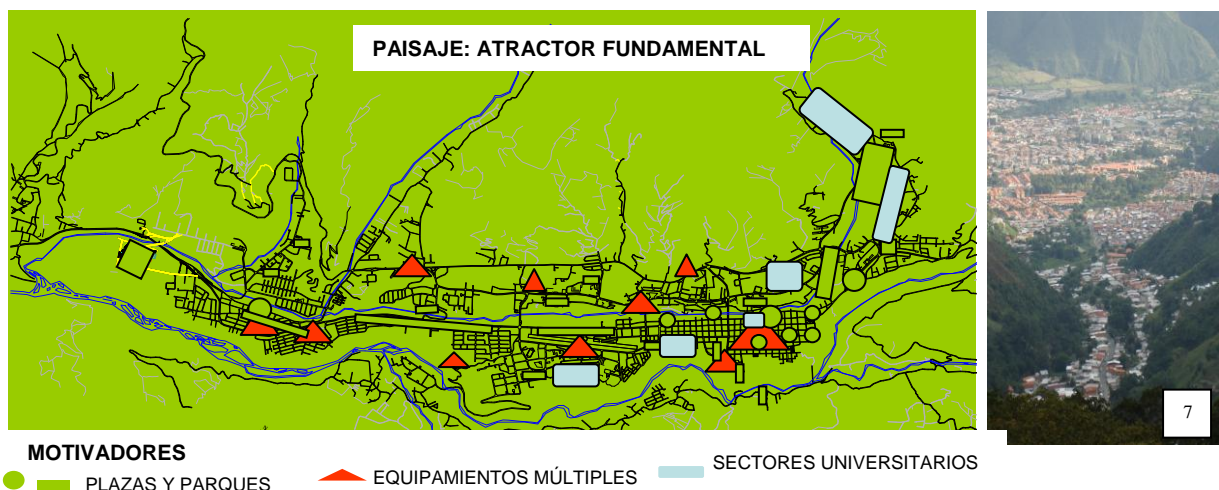 PAISAJE: ATRACTOR FUNDAMENTAL
7
MOTIVADORES
PLAZAS Y PARQUES
EQUIPAMIENTOS MÚLTIPLES
SECTORES UNIVERSITARIOS